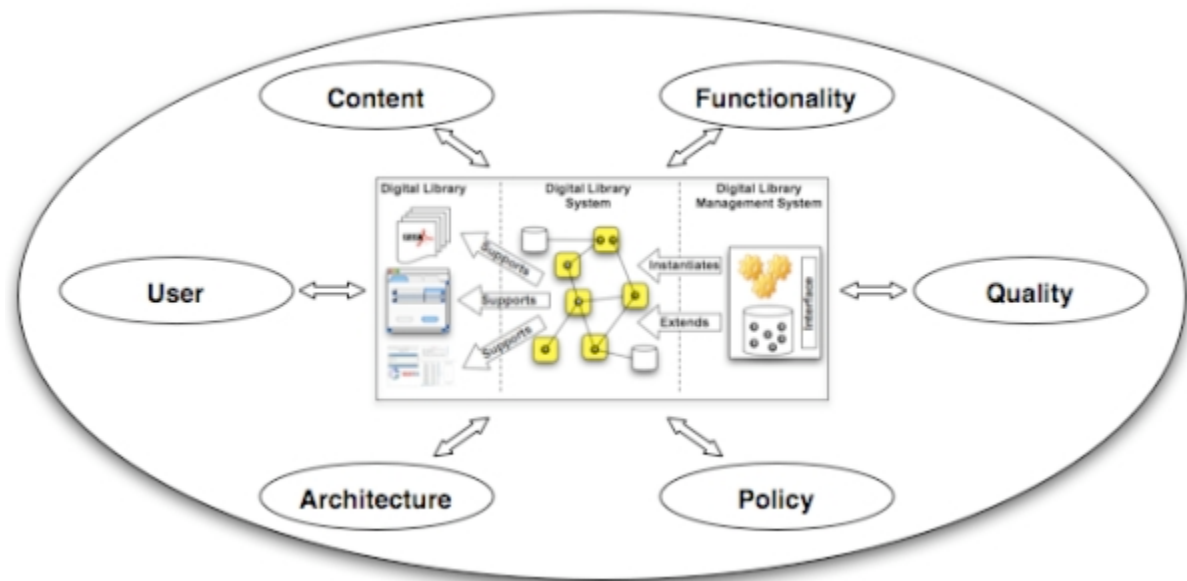 Content
Functionality
Digital Library
Digital Library
System
Digital Library
Management System
Supports
Supports
Supports
Instantiates
Extends
Interface
User
Quality
Architecture
Policy